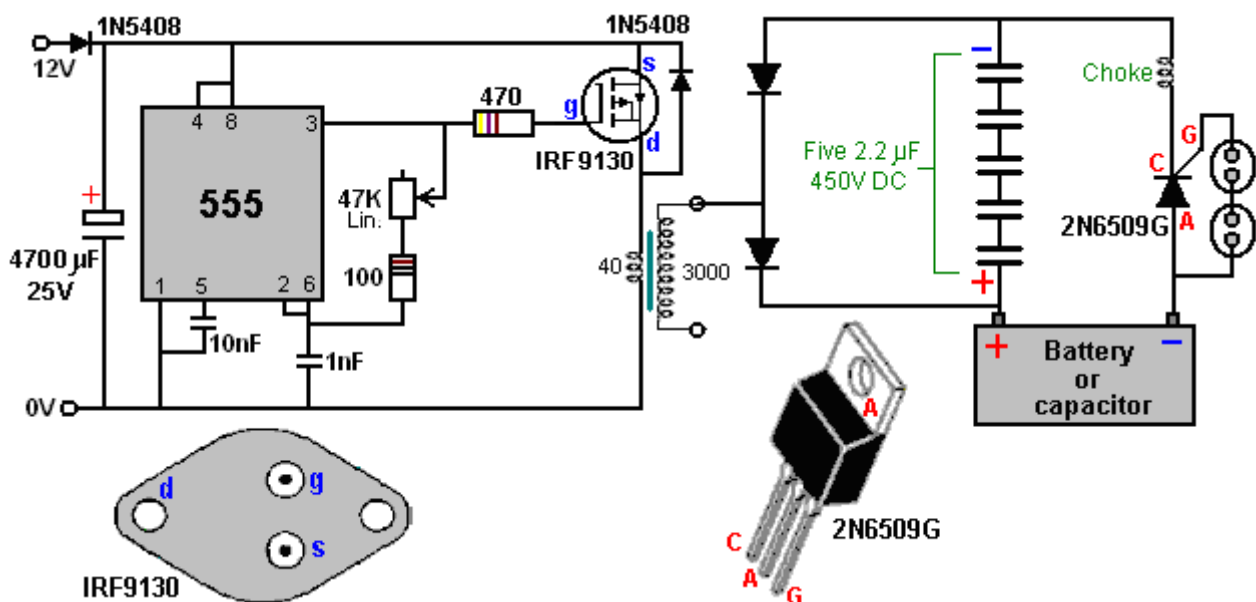 1N5408
12V
4 8 3
555
1 5 2 6
+
4700 µF
25V
10nF
1nF
0V
47K
Lin.
100
470
1N5408
s
g
d
IRF9130
40
3000
Five 2.2 µF
450V DC
−
+
Choke
G
C
A
2N6509G
+ −
Battery
or
capacitor
d
g
s
IRF9130
A
2N6509G
C
A
G